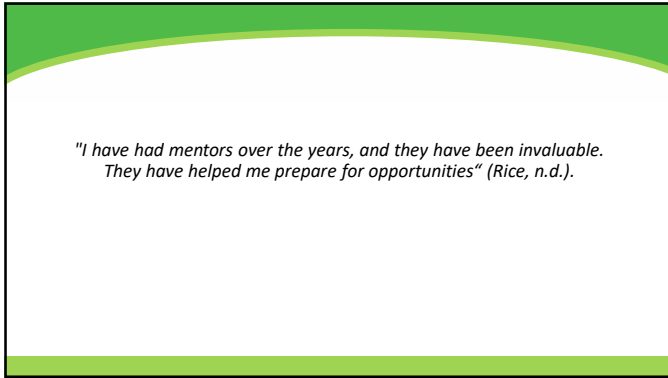 "I have had mentors over the years, and they have been invaluable.
They have helped me prepare for opportunities“ (Rice, n.d.).